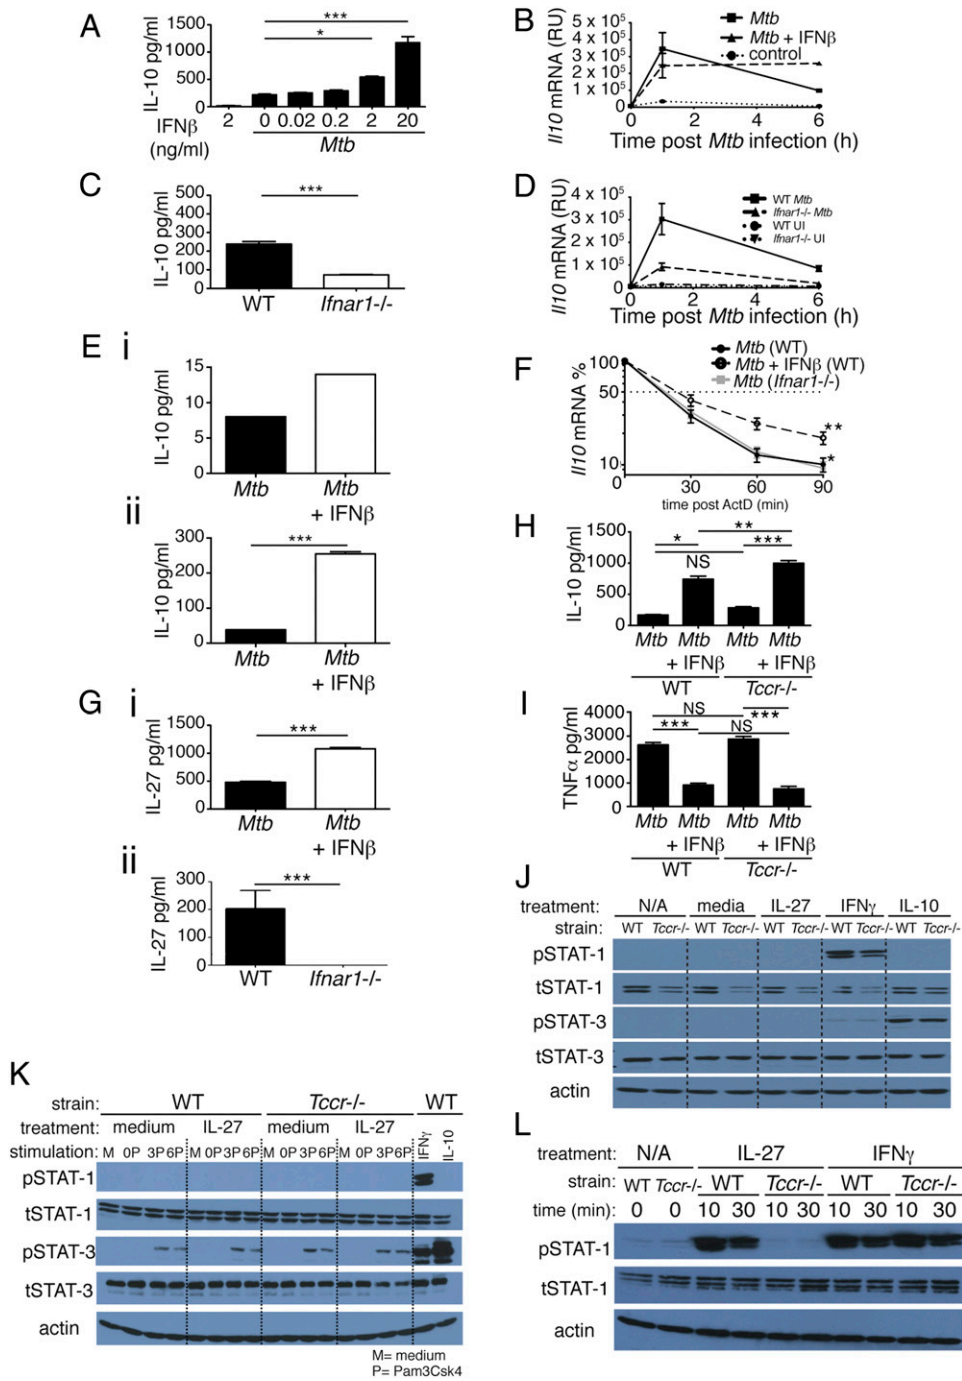 A
IL-10 pg/ml
1500
1000
500
0
***
*
IFNβ
(ng/ml)
2 0 0.02 0.2 2 20
Mtb
B
Il10 mRNA (RU)
5 x 10⁵
4 x 10⁵
3 x 10⁵
2 x 10⁵
1 x 10⁵
0
Mtb
Mtb + IFNβ
control
0 2 4 6
Time post Mtb infection (h)
C
IL-10 pg/ml
500
400
300
200
100
0
***
WT Ifnar1-/-
D
Il10 mRNA (RU)
4 x 10⁵
3 x 10⁵
2 x 10⁵
1 x 10⁵
0
WT Mtb
Ifnar1-/- Mtb
WT UI
Ifnar1-/- UI
0 2 4 6
Time post Mtb infection (h)
E i
IL-10 pg/ml
15
10
5
0
Mtb Mtb
+ IFNβ
ii
IL-10 pg/ml
300
200
100
0
***
Mtb Mtb
+ IFNβ
F
Il10 mRNA %
100
50
10
Mtb (WT)
Mtb + IFNβ (WT)
Mtb (Ifnar1-/-)
**
*
0 30 60 90
time post ActD (min)
G i
IL-27 pg/ml
1500
1000
500
0
***
Mtb Mtb
+ IFNβ
ii
IL-27 pg/ml
300
200
100
0
***
WT Ifnar1-/-
H
IL-10 pg/ml
1500
1000
500
0
**
* ***
NS
Mtb Mtb Mtb Mtb
+ IFNβ + IFNβ
WT Tccr-/-
I
TNFα pg/ml
4000
3000
2000
1000
0
NS ***
*** NS
Mtb Mtb Mtb Mtb
+ IFNβ + IFNβ
WT Tccr-/-
J
treatment: N/A media IL-27 IFNγ IL-10
strain: WT Tccr-/- WT Tccr-/- WT Tccr-/- WT Tccr-/- WT Tccr-/-
pSTAT-1
tSTAT-1
pSTAT-3
tSTAT-3
actin
K
strain: WT Tccr-/- WT
treatment: medium IL-27 medium IL-27
stimulation: M 0P 3P 6P M 0P 3P 6P M 0P 3P 6P M 0P 3P 6P IFNγ IL-10
pSTAT-1
tSTAT-1
pSTAT-3
tSTAT-3
actin
M= medium
P= Pam3Csk4
L
treatment: N/A IL-27 IFNγ
strain: WT Tccr-/- WT Tccr-/- WT Tccr-/-
time (min): 0 0 10 30 10 30 10 30 10 30
pSTAT-1
tSTAT-1
actin